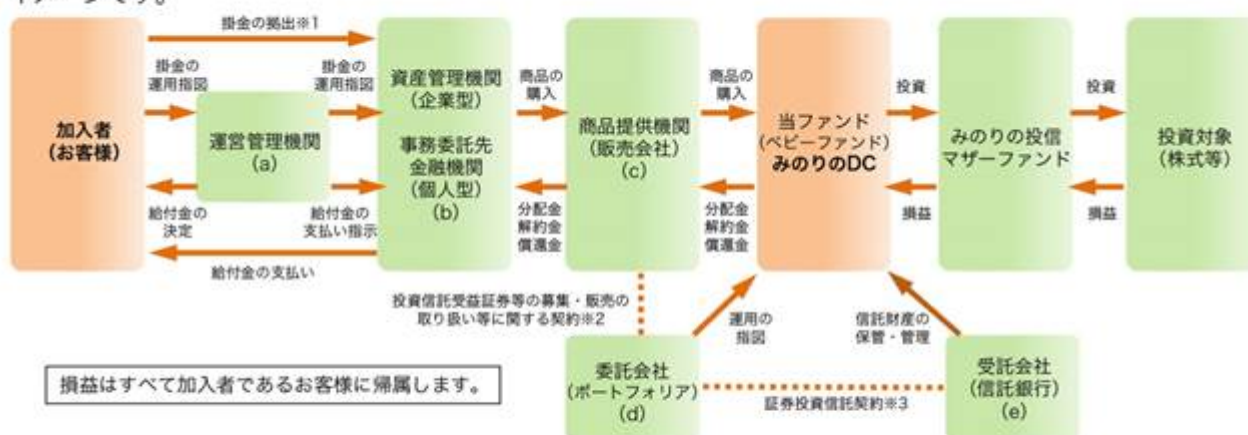 イメージです。
掛金の拠出※1
掛金の
運用指図
掛金の
運用指図
加入者
(お客様)
運営管理機関
(a)
給付金の
決定
給付金の
支払い指示
給付金の支払い
資産管理機関
(企業型)
事務委託先
金融機関
(個人型)
(b)
商品の
購入
分配金
解約金
償還金
商品提供機関
(販売会社)
(c)
商品の
購入
分配金
解約金
償還金
当ファンド
(ベビーファンド)
みのりのDC
投資
損益
みのりの投信
マザーファンド
投資
損益
投資対象
(株式等)
投資信託受益証券等の募集・販売の
取り扱い等に関する契約※2
運用の
指図
信託財産の
保管・管理
損益はすべて加入者であるお客様に帰属します。
委託会社
(ポートフォリア)
(d)
証券投資信託契約※3
受託会社
(信託銀行)
(e)